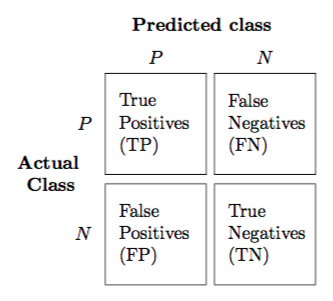 Predicted class
P N
True
Positives
(TP)
False
Negatives
(FN)
P
Actual
Class
False
Positives
(FP)
True
Negatives
(TN)
N